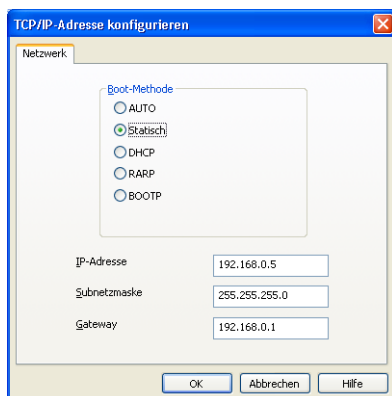 TCP/IP-Adresse konfigurieren
Netzwerk
Boot-Methode
AUTO
Statisch
DHCP
RARP
BOOTP
IP-Adresse 192.168.0.5
Subnetzmaske 255.255.255.0
Gateway 192.168.0.1
OK Abbrechen Hilfe